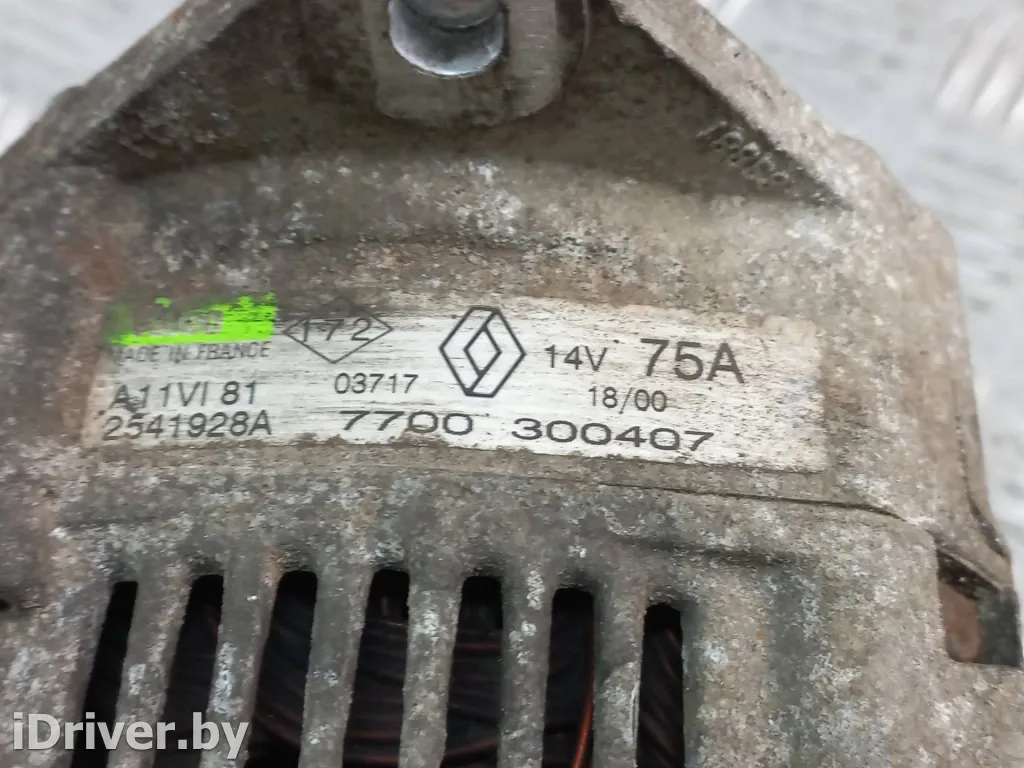 172
MADE IN FRANCE
14V 75A
A11VI 81
03717
18/00
2541928A
7700 300407
iDriver.by